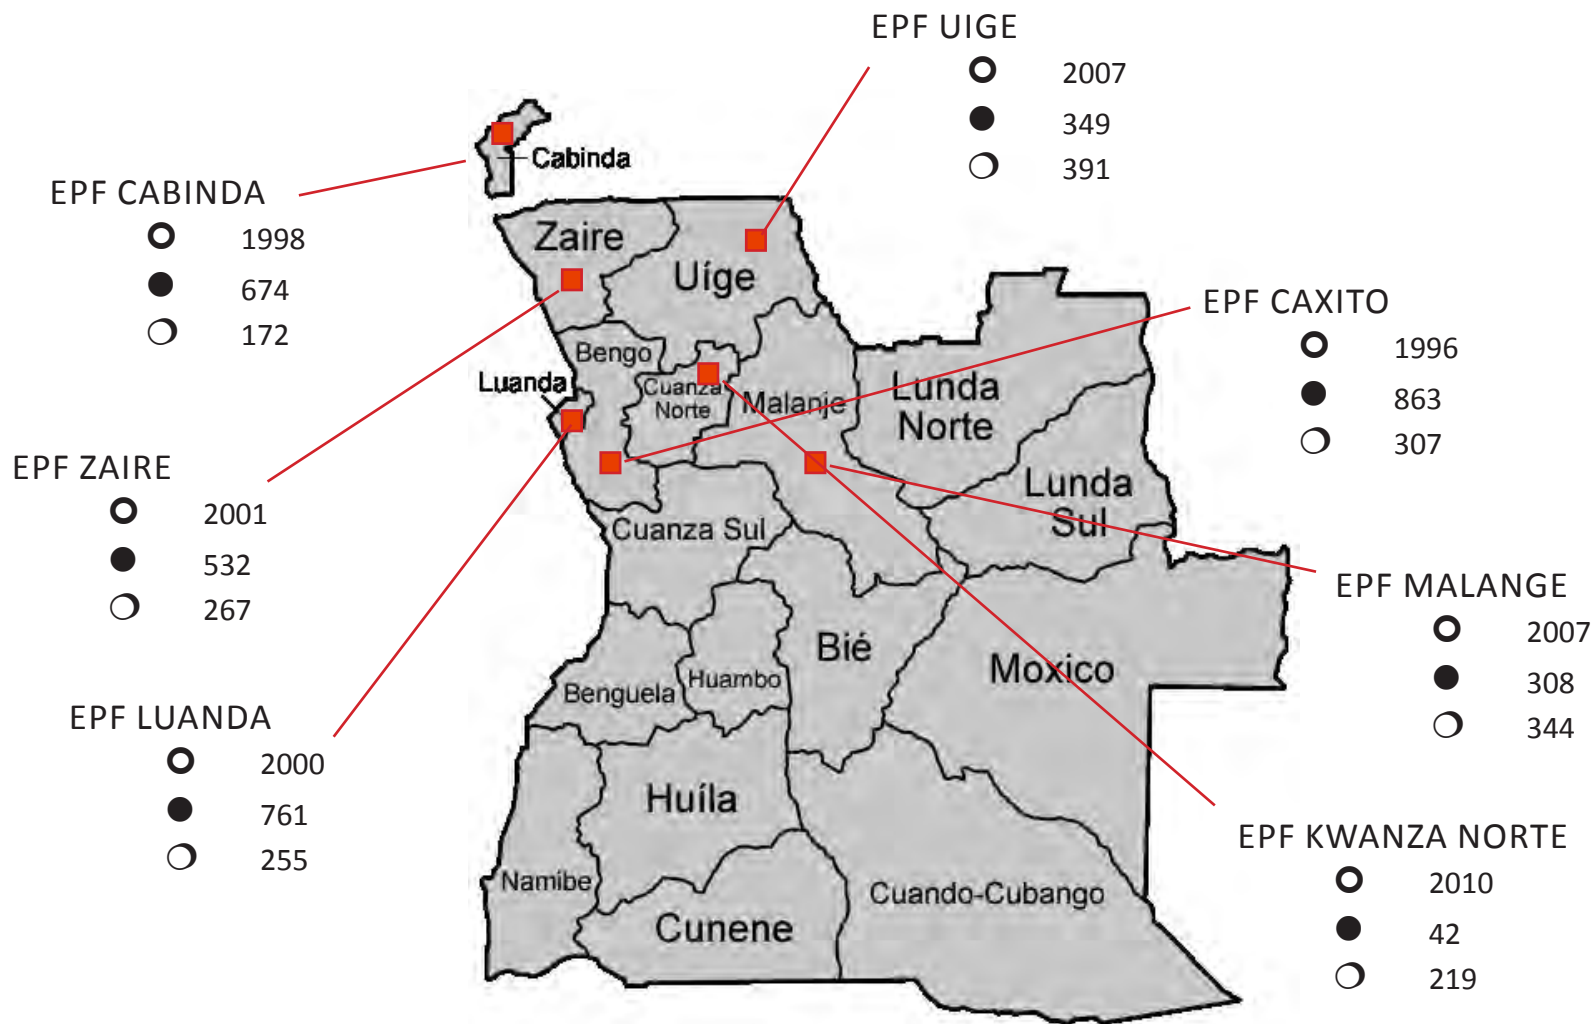 EPF UIGE
2007
349
391
EPF CABINDA
1998
674
172
EPF ZAIRE
2001
532
267
EPF LUANDA
2000
761
255
EPF CAXITO
1996
863
307
EPF MALANGE
2007
308
344
EPF KWANZA NORTE
2010
42
219
Cabinda
Zaire
Uíge
Bengo
Luanda
Cuanza
Norte
Malanje
Lunda
Norte
Lunda
Sul
Cuanza Sul
Benguela
Huambo
Bié
Moxico
Namibe
Huíla
Cunene
Cuando-Cubango